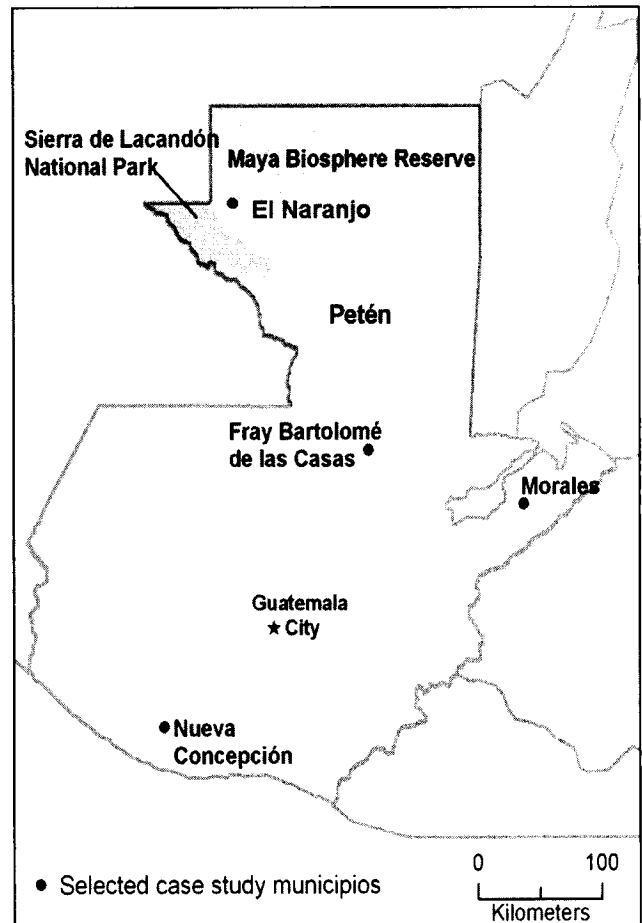 Sierra de Lacandón
National Park
Maya Biosphere Reserve
El Naranjo
Petén
Fray Bartolomé
de las Casas
Morales
Guatemala
City
Nueva
Concepción
Selected case study municipios
0 100
Kilometers